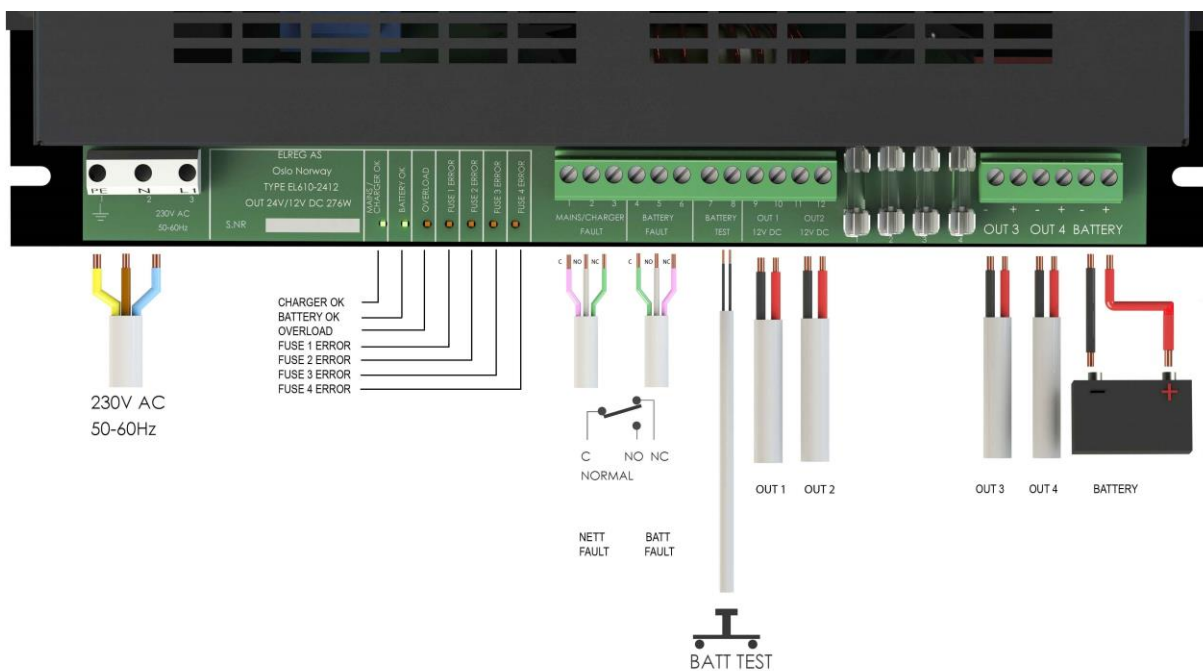 PE N L1
1 2 3
230V AC
50-60Hz
ELREG AS
Oslo Norway
TYPE EL610-2412
OUT 24V/12V DC 276W
S.NR
MAINS /
CHARGER OK
BATTERY OK
OVERLOAD
FUSE 1 ERROR
FUSE 2 ERROR
FUSE 3 ERROR
FUSE 4 ERROR
1 2 3 4 5 6 7 8 9 10 11 12
MAINS/CHARGER
FAULT
BATTERY
FAULT
BATTERY
TEST
OUT 1
12V DC
OUT2
12V DC
1 2 3 4
- + - + - +
OUT 3 OUT 4 BATTERY
230V AC
50-60Hz
CHARGER OK
BATTERY OK
OVERLOAD
FUSE 1 ERROR
FUSE 2 ERROR
FUSE 3 ERROR
FUSE 4 ERROR
C NO NC
C NO NC
C NO NC
NORMAL
NETT
FAULT
BATT
FAULT
BATT TEST
OUT 1
OUT 2
OUT 3
OUT 4
- +
BATTERY